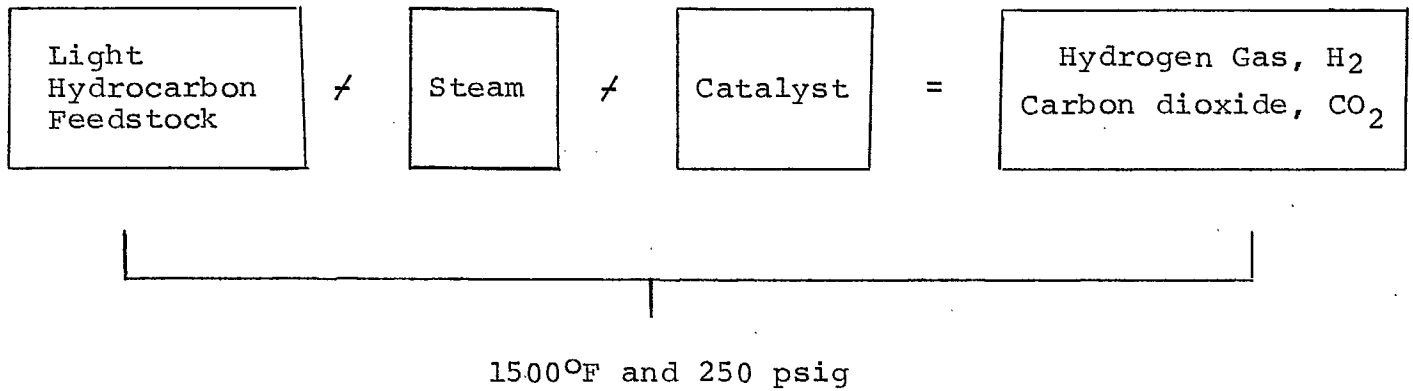 Light
Hydrocarbon
Feedstock
≠
Steam
≠
Catalyst
=
Hydrogen Gas, H2
Carbon dioxide, CO2
1500°F and 250 psig